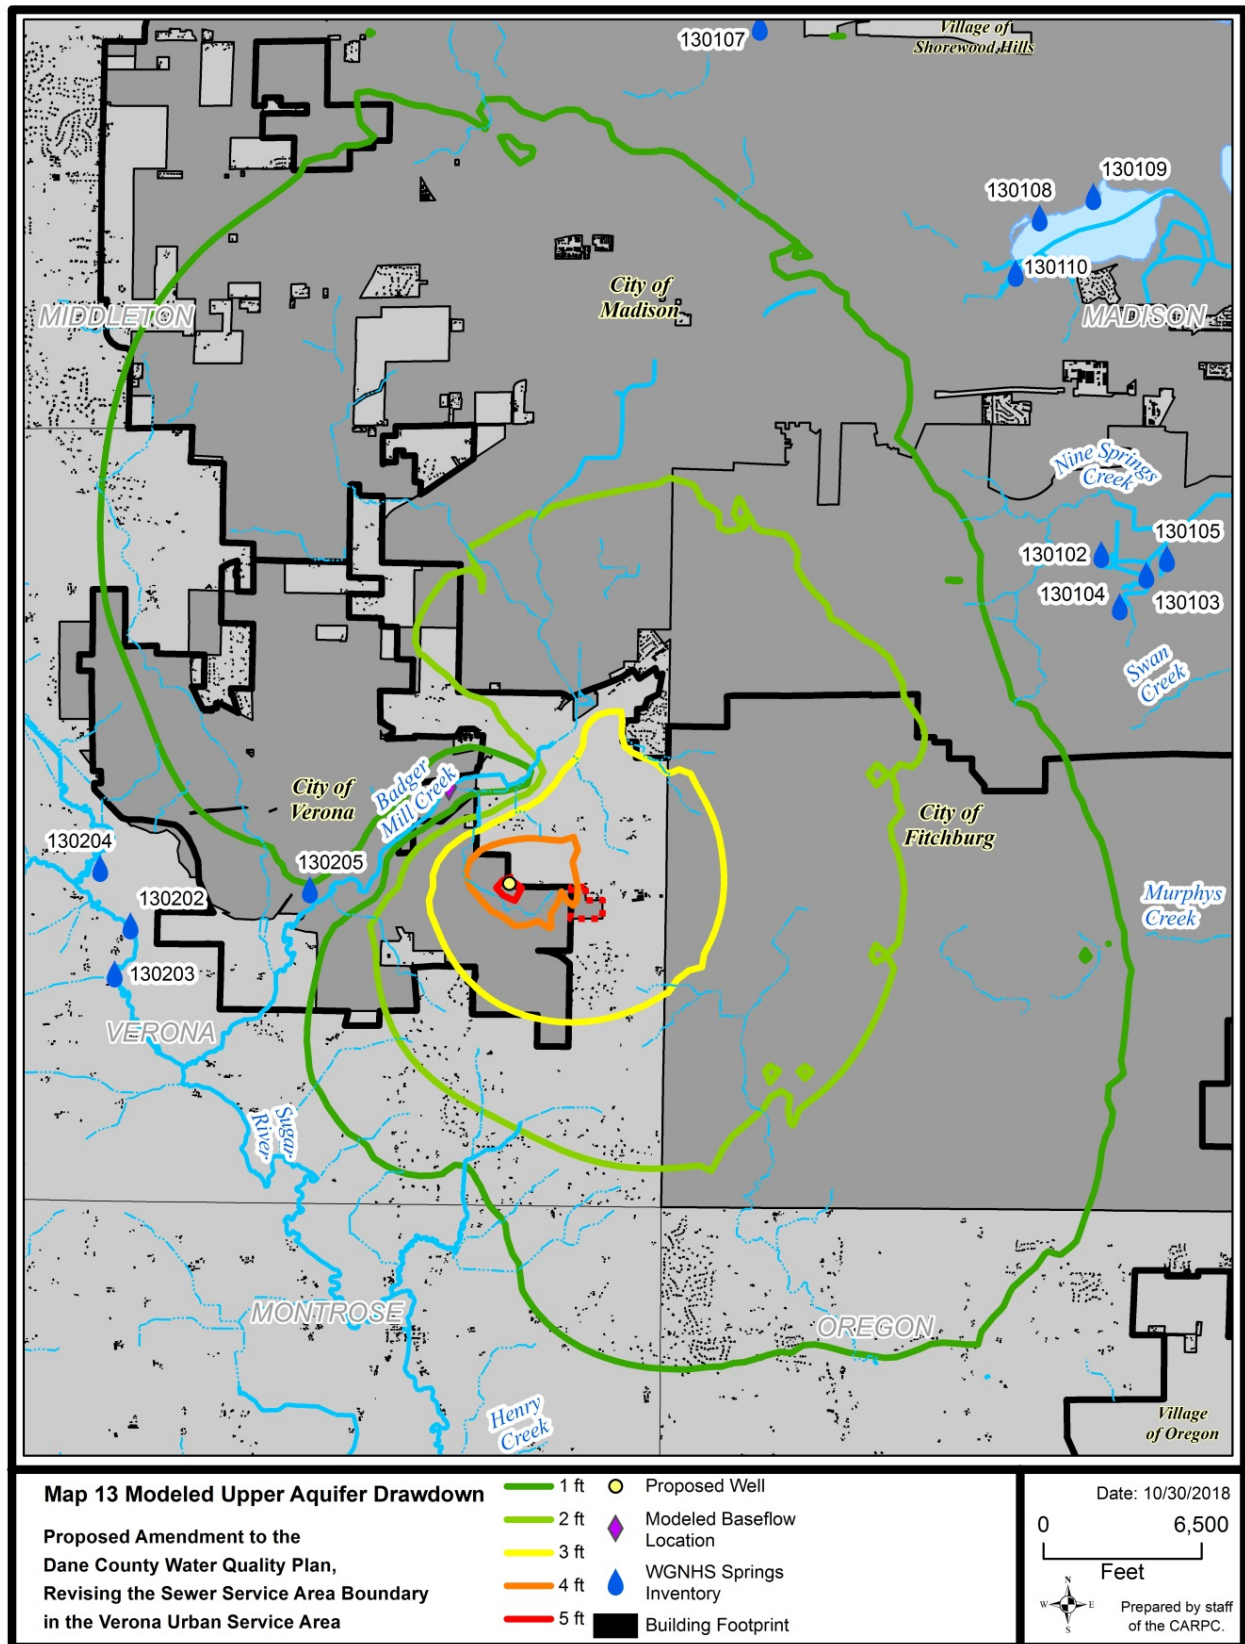 Village of
Shorewood Hills
130107
130109
130108
130110
City of
Madison
MIDDLETON
MADISON
Nine Springs
Creek
130105
130102
130104
130103
Swan
Creek
City of
Verona
Badger
Mill Creek
City of
Fitchburg
130204
130205
130202
130203
Murphys
Creek
VERONA
Sugar
River
MONTROSE
OREGON
Henry
Creek
Village
of Oregon
Map 13 Modeled Upper Aquifer Drawdown
Proposed Amendment to the
Dane County Water Quality Plan,
Revising the Sewer Service Area Boundary
in the Verona Urban Service Area
1 ft
2 ft
3 ft
4 ft
5 ft
Proposed Well
Modeled Baseflow
Location
WGNHS Springs
Inventory
Building Footprint
Date: 10/30/2018
0 6,500
Feet
N
W E
S
Prepared by staff
of the CARPC.